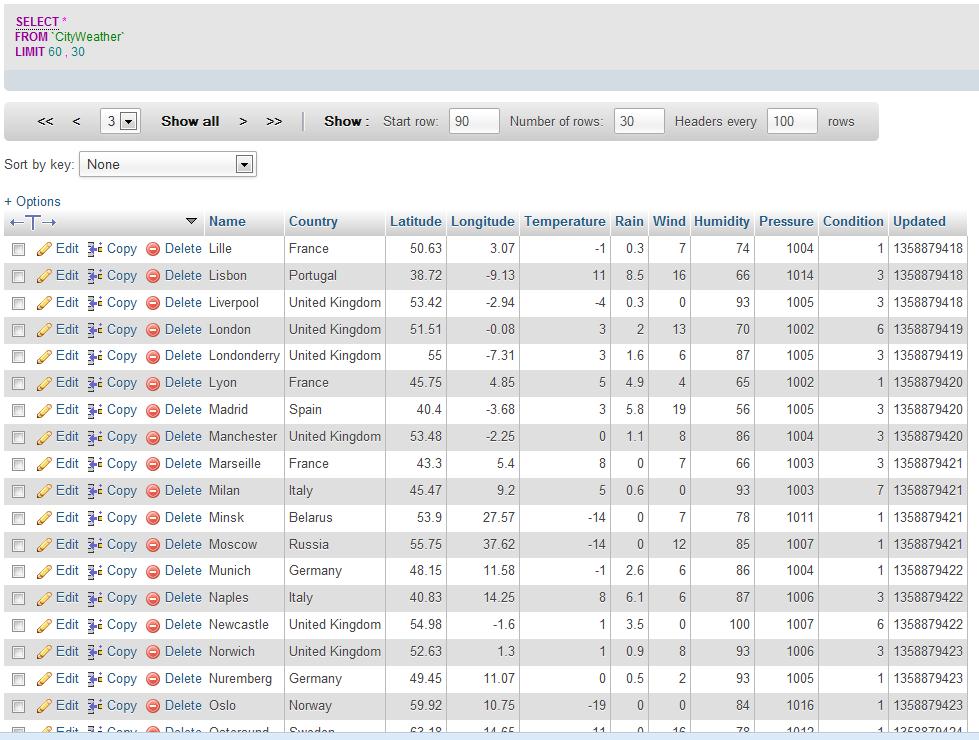 SELECT *
FROM `CityWeather`
LIMIT 60 , 30
<< < 3 Show all > >> Show : Start row: 90 Number of rows: 30 Headers every 100 rows
Sort by key: None
+ Options
←T→ Name Country Latitude Longitude Temperature Rain Wind Humidity Pressure Condition Updated
Edit Copy Delete Lille France 50.63 3.07 -1 0.3 7 74 1004 1 1358879418
Edit Copy Delete Lisbon Portugal 38.72 -9.13 11 8.5 16 66 1014 3 1358879418
Edit Copy Delete Liverpool United Kingdom 53.42 -2.94 -4 0.3 0 93 1005 3 1358879418
Edit Copy Delete London United Kingdom 51.51 -0.08 3 2 13 70 1002 6 1358879419
Edit Copy Delete Londonderry United Kingdom 55 -7.31 3 1.6 6 87 1005 3 1358879419
Edit Copy Delete Lyon France 45.75 4.85 5 4.9 4 65 1002 1 1358879420
Edit Copy Delete Madrid Spain 40.4 -3.68 3 5.8 19 56 1005 3 1358879420
Edit Copy Delete Manchester United Kingdom 53.48 -2.25 0 1.1 8 86 1004 3 1358879420
Edit Copy Delete Marseille France 43.3 5.4 8 0 7 66 1003 3 1358879421
Edit Copy Delete Milan Italy 45.47 9.2 5 0.6 0 93 1003 7 1358879421
Edit Copy Delete Minsk Belarus 53.9 27.57 -14 0 7 78 1011 1 1358879421
Edit Copy Delete Moscow Russia 55.75 37.62 -14 0 12 85 1007 1 1358879421
Edit Copy Delete Munich Germany 48.15 11.58 -1 2.6 6 86 1004 1 1358879422
Edit Copy Delete Naples Italy 40.83 14.25 8 6.1 6 87 1006 3 1358879422
Edit Copy Delete Newcastle United Kingdom 54.98 -1.6 1 3.5 0 100 1007 6 1358879422
Edit Copy Delete Norwich United Kingdom 52.63 1.3 1 0.9 8 93 1006 3 1358879423
Edit Copy Delete Nuremberg Germany 49.45 11.07 0 0.5 2 93 1005 1 1358879423
Edit Copy Delete Oslo Norway 59.92 10.75 -19 0 0 84 1016 1 1358879423